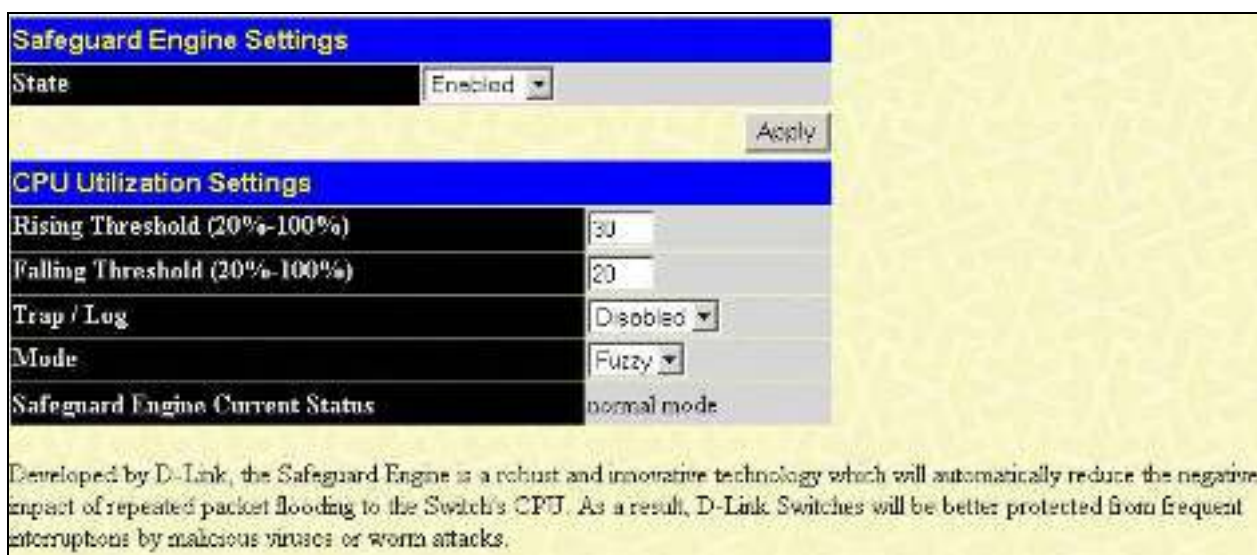 Safeguard Engine Settings
State Enabled
Apply
CPU Utilization Settings
Rising Threshold (20%-100%) 30
Falling Threshold (20%-100%) 20
Trap / Log Disabled
Mode Fuzzy
Safeguard Engine Current Status normal mode
Developed by D-Link, the Safeguard Engine is a robust and innovative technology which will automatically reduce the negative
impact of repeated packet flooding to the Switch's CPU. As a result, D-Link Switches will be better protected from frequent
interruptions by malicious viruses or worm attacks.